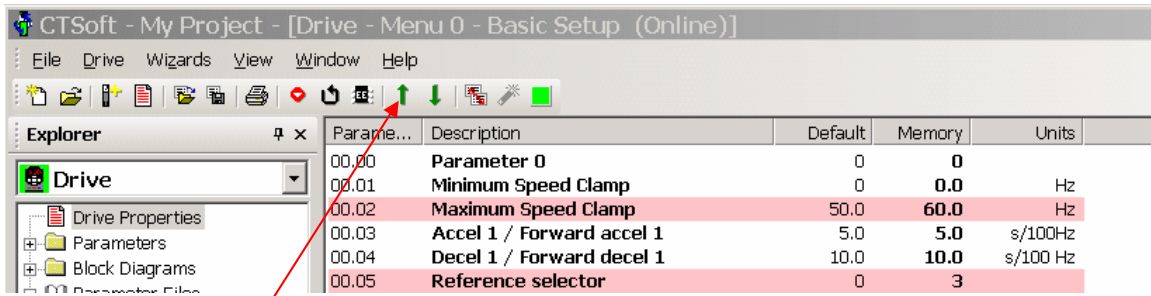 CTSoft - My Project - [Drive - Menu 0 - Basic Setup (Online)]
File Drive Wizards View Window Help
Explorer
Drive
Drive Properties
Parameters
Block Diagrams
Parameter Files
Parame... Description Default Memory Units
00.00 Parameter 0 0 0
00.01 Minimum Speed Clamp 0 0.0 Hz
00.02 Maximum Speed Clamp 50.0 60.0 Hz
00.03 Accel 1 / Forward accel 1 5.0 5.0 s/100Hz
00.04 Decel 1 / Forward decel 1 10.0 10.0 s/100 Hz
00.05 Reference selector 0 3